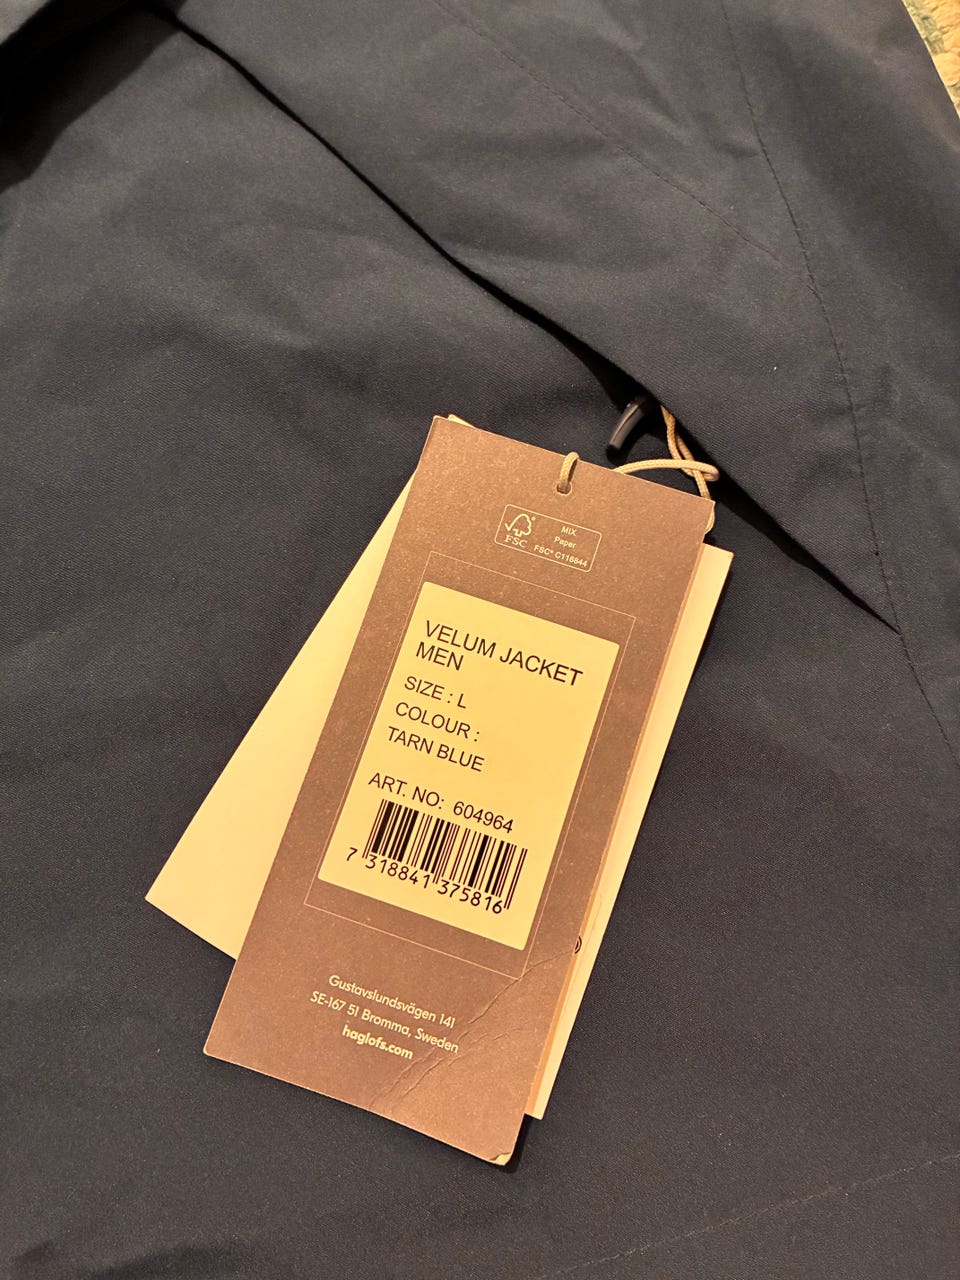 FSC®
MIX
Paper
FSC® C116844
VELUM JACKET
MEN
SIZE : L
COLOUR :
TARN BLUE
ART. NO: 604964
7 318841 375816
Gustavslundsvägen 141
SE-167 51 Bromma, Sweden
haglofs.com
®